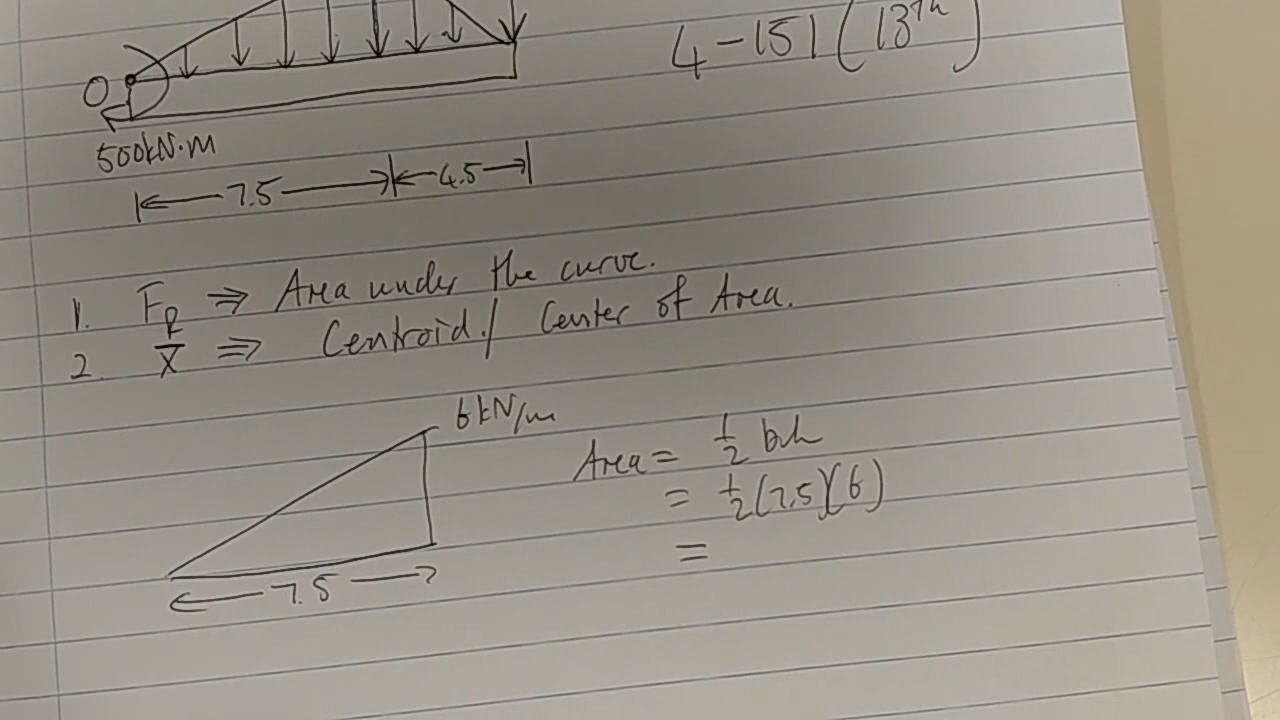 4-151 (13th)
O
500kN·m
7.5 4.5
1. FR ⇒ Area under the curve.
2. x̄ ⇒ Centroid / Center of Area.
6kN/m
Area = 1/2 bh
= 1/2 (7.5)(6)
=
7.5